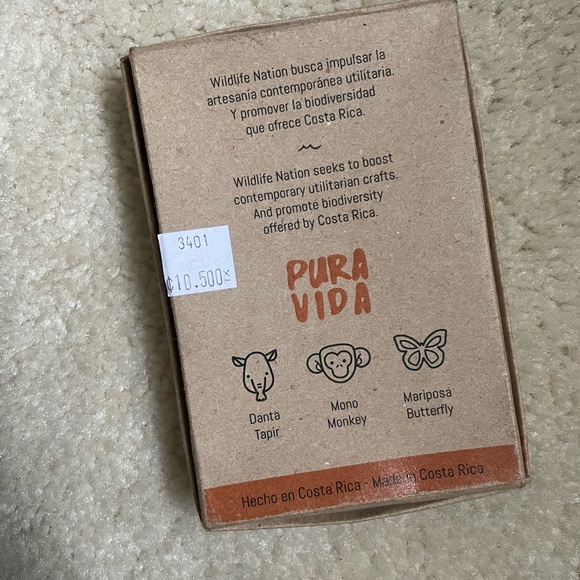 Wildlife Nation busca impulsar la
artesanía contemporánea utilitaria.
Y promover la biodiversidad
que ofrece Costa Rica.
Wildlife Nation seeks to boost
contemporary utilitarian crafts.
And promote biodiversity
offered by Costa Rica.
3401
₡10.500
PURA
VIDA
Danta
Tapir
Mono
Monkey
Mariposa
Butterfly
Hecho en Costa Rica - Made in Costa Rica